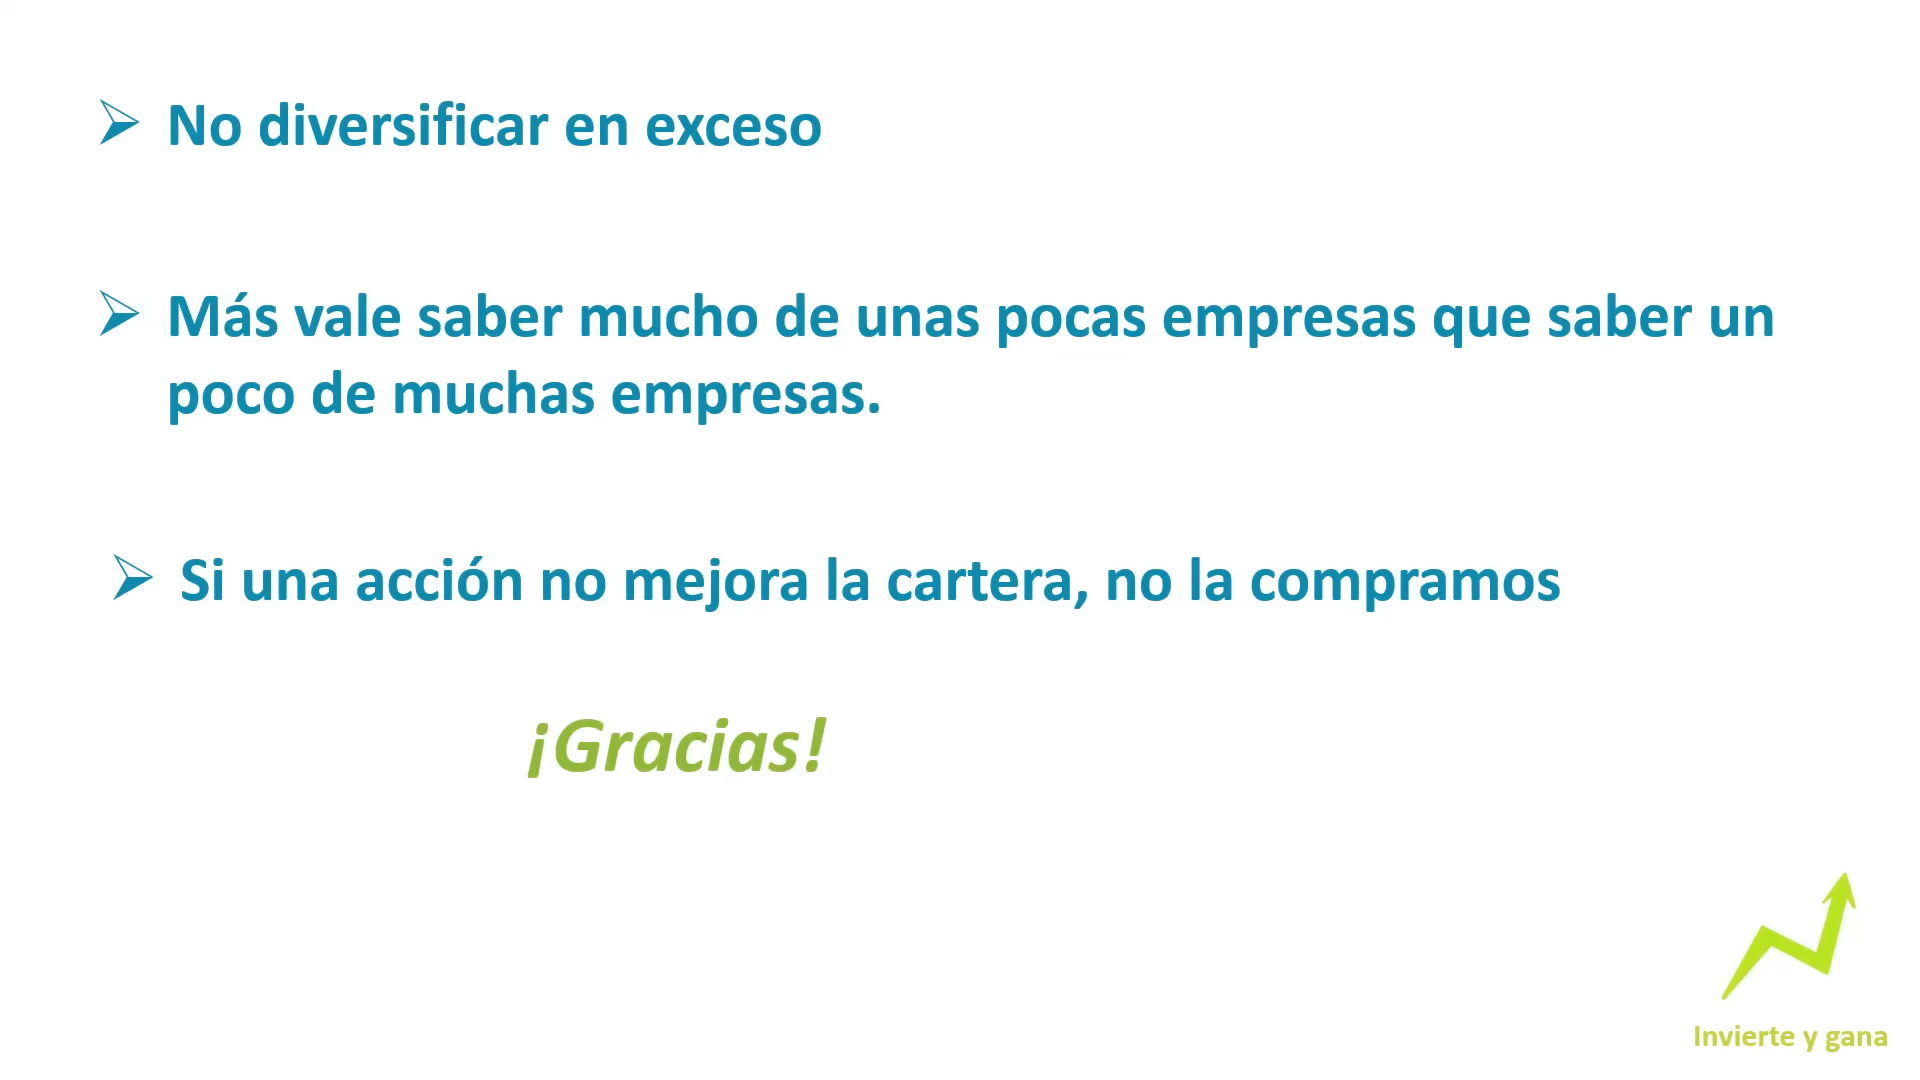 No diversificar en exceso
Más vale saber mucho de unas pocas empresas que saber un
poco de muchas empresas.
Si una acción no mejora la cartera, no la compramos
¡Gracias!
Invierte y gana